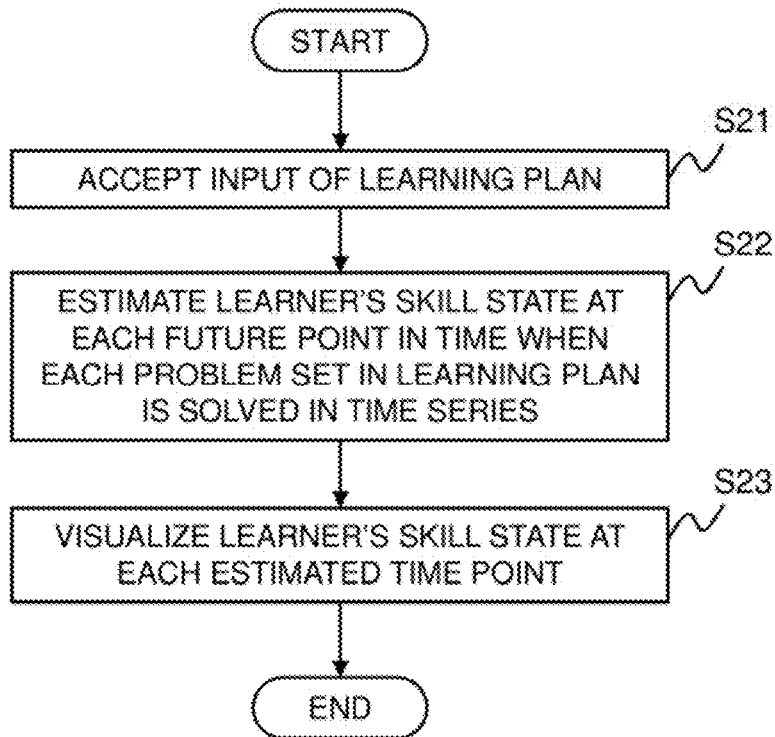 START
S21
ACCEPT INPUT OF LEARNING PLAN
S22
ESTIMATE LEARNER'S SKILL STATE AT
EACH FUTURE POINT IN TIME WHEN
EACH PROBLEM SET IN LEARNING PLAN
IS SOLVED IN TIME SERIES
S23
VISUALIZE LEARNER'S SKILL STATE AT
EACH ESTIMATED TIME POINT
END